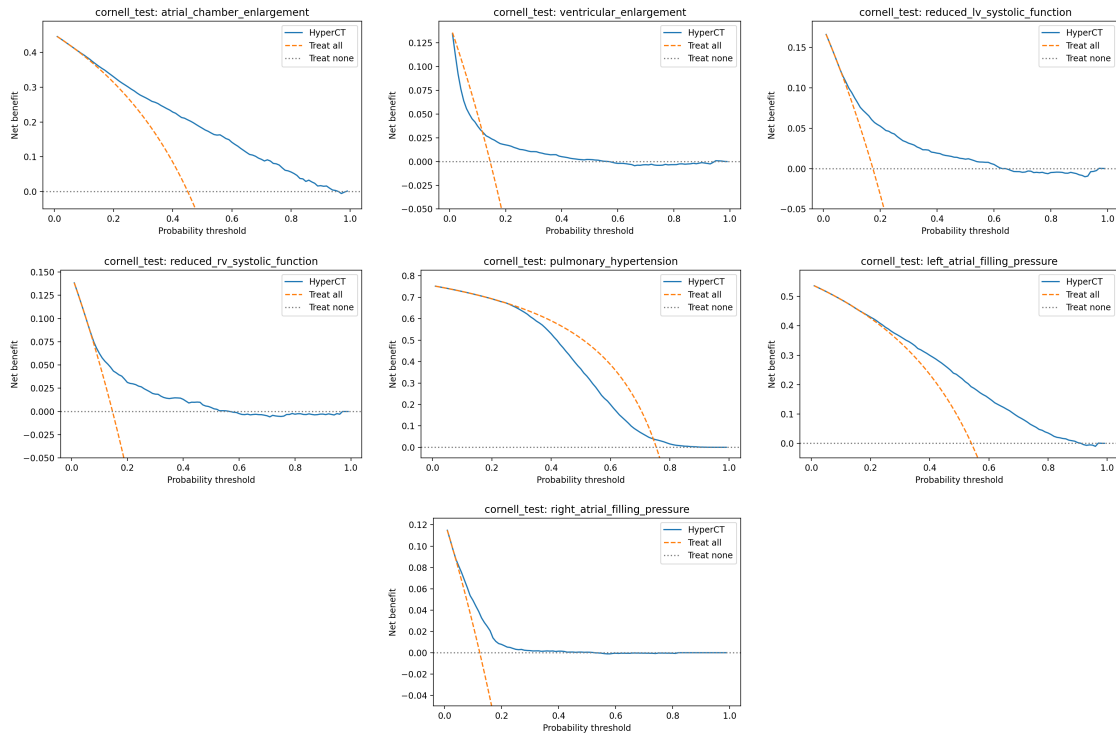 cornell_test: atrial_chamber_enlargement
HyperCT
Treat all
Treat none
Net benefit
0.4
0.3
0.2
0.1
0.0
0.0 0.2 0.4 0.6 0.8 1.0
Probability threshold
cornell_test: ventricular_enlargement
HyperCT
Treat all
Treat none
Net benefit
0.125
0.100
0.075
0.050
0.025
0.000
−0.025
−0.050
0.0 0.2 0.4 0.6 0.8 1.0
Probability threshold
cornell_test: reduced_lv_systolic_function
HyperCT
Treat all
Treat none
Net benefit
0.15
0.10
0.05
0.00
−0.05
0.0 0.2 0.4 0.6 0.8 1.0
Probability threshold
cornell_test: reduced_rv_systolic_function
HyperCT
Treat all
Treat none
Net benefit
0.150
0.125
0.100
0.075
0.050
0.025
0.000
−0.025
−0.050
0.0 0.2 0.4 0.6 0.8 1.0
Probability threshold
cornell_test: pulmonary_hypertension
HyperCT
Treat all
Treat none
Net benefit
0.8
0.7
0.6
0.5
0.4
0.3
0.2
0.1
0.0
0.0 0.2 0.4 0.6 0.8 1.0
Probability threshold
cornell_test: left_atrial_filling_pressure
HyperCT
Treat all
Treat none
Net benefit
0.5
0.4
0.3
0.2
0.1
0.0
0.0 0.2 0.4 0.6 0.8 1.0
Probability threshold
cornell_test: right_atrial_filling_pressure
HyperCT
Treat all
Treat none
Net benefit
0.12
0.10
0.08
0.06
0.04
0.02
0.00
−0.02
−0.04
0.0 0.2 0.4 0.6 0.8 1.0
Probability threshold